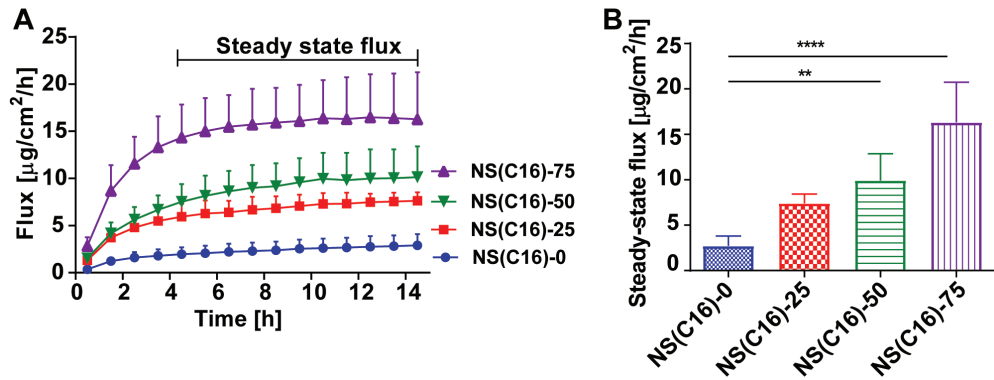 A
Steady state flux
Flux [µg/cm²/h]
25
20
15
10
5
0
0 2 4 6 8 10 12 14
Time [h]
NS(C16)-75
NS(C16)-50
NS(C16)-25
NS(C16)-0
B
Steady-state flux [µg/cm²/h]
25
20
15
10
5
0
****
**
NS(C16)-0
NS(C16)-25
NS(C16)-50
NS(C16)-75